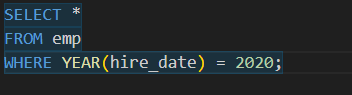 SELECT *
FROM emp
WHERE YEAR(hire_date) = 2020;